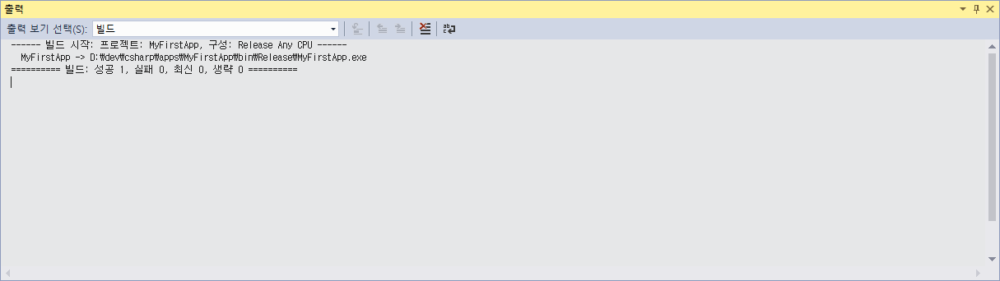 출력
출력 보기 선택(S): 빌드
------ 빌드 시작: 프로젝트: MyFirstApp, 구성: Release Any CPU ------
  MyFirstApp -> D:₩dev₩csharp₩apps₩MyFirstApp₩bin₩Release₩MyFirstApp.exe
========== 빌드: 성공 1, 실패 0, 최신 0, 생략 0 ==========